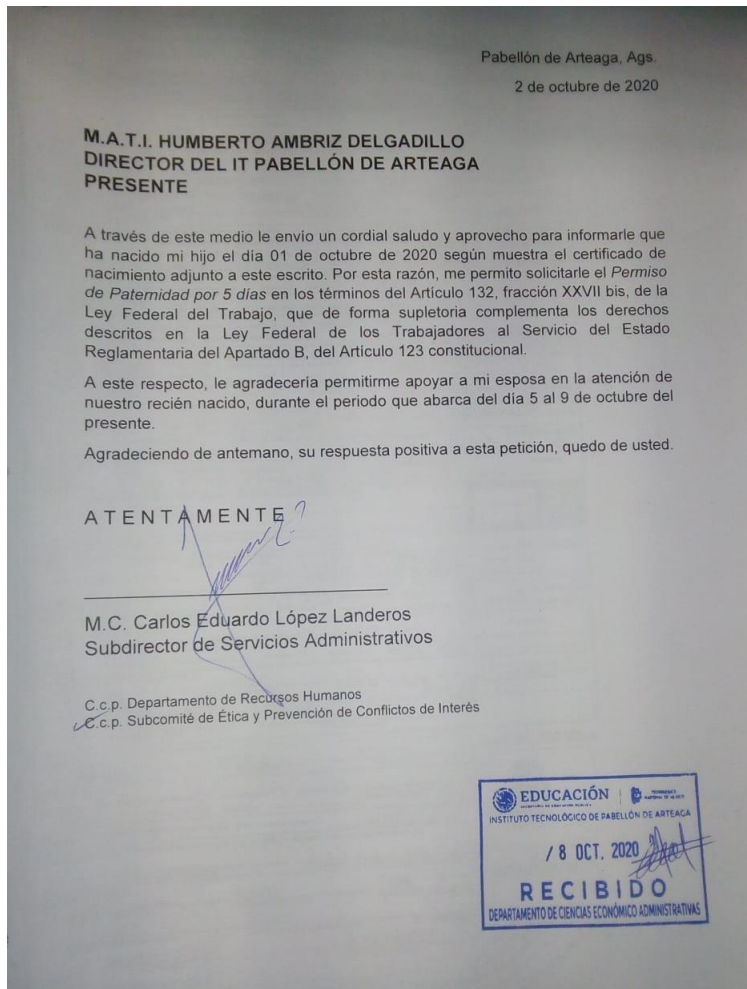 Pabellón de Arteaga, Ags.
2 de octubre de 2020
M.A.T.I. HUMBERTO AMBRIZ DELGADILLO
DIRECTOR DEL IT PABELLÓN DE ARTEAGA
PRESENTE
A través de este medio le envío un cordial saludo y aprovecho para informarle que
ha nacido mi hijo el día 01 de octubre de 2020 según muestra el certificado de
nacimiento adjunto a este escrito. Por esta razón, me permito solicitarle el Permiso
de Paternidad por 5 días en los términos del Artículo 132, fracción XXVII bis, de la
Ley Federal del Trabajo, que de forma supletoria complementa los derechos
descritos en la Ley Federal de los Trabajadores al Servicio del Estado
Reglamentaria del Apartado B, del Artículo 123 constitucional.
A este respecto, le agradecería permitirme apoyar a mi esposa en la atención de
nuestro recién nacido, durante el periodo que abarca del día 5 al 9 de octubre del
presente.
Agradeciendo de antemano, su respuesta positiva a esta petición, quedo de usted.
A T E N T A M E N T E
M.C. Carlos Eduardo López Landeros
Subdirector de Servicios Administrativos
C.c.p. Departamento de Recursos Humanos
C.c.p. Subcomité de Ética y Prevención de Conflictos de Interés
EDUCACIÓN
INSTITUTO TECNOLÓGICO DE PABELLÓN DE ARTEAGA
/ 8 OCT. 2020
RECIBIDO
DEPARTAMENTO DE CIENCIAS ECONÓMICO ADMINISTRATIVAS